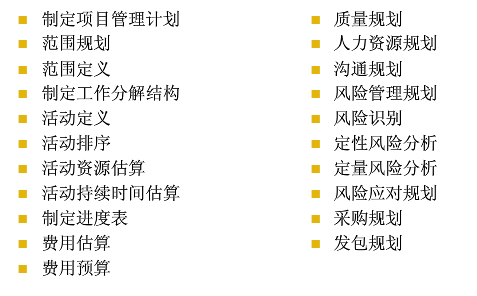 制定项目管理计划
范围规划
范围定义
制定工作分解结构
活动定义
活动排序
活动资源估算
活动持续时间估算
制定进度表
费用估算
费用预算
质量规划
人力资源规划
沟通规划
风险管理规划
风险识别
定性风险分析
定量风险分析
风险应对规划
采购规划
发包规划